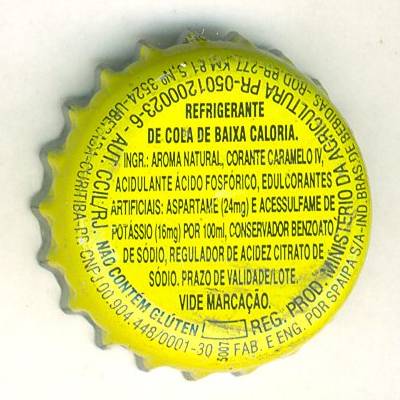 REFRIGERANTE
DE COLA DE BAIXA CALORIA.
INGR.: AROMA NATURAL, CORANTE CARAMELO IV,
ACIDULANTE ÁCIDO FOSFÓRICO, EDULCORANTES
ARTIFICIAIS: ASPARTAME (24mg) E ACESSULFAME DE
POTÁSSIO (16mg) POR 100ml, CONSERVADOR BENZOATO
DE SÓDIO, REGULADOR DE ACIDEZ CITRATO DE
SÓDIO. PRAZO DE VALIDADE/LOTE,
VIDE MARCAÇÃO.
NÃO CONTÉM GLÚTEN
REG. PROD. MINISTÉRIO DA AGRICULTURA PR-0501200023-6 - AUT. CCIL/RJ.
FAB. E ENG. POR SPAIPA S/A-IND.BRAS.DE BEBIDAS- ROD.BR-277, KM 81,5,Nº 3524-UBERABA-CURITIBA-PR-CNPJ 00.904.448/0001-30
5007